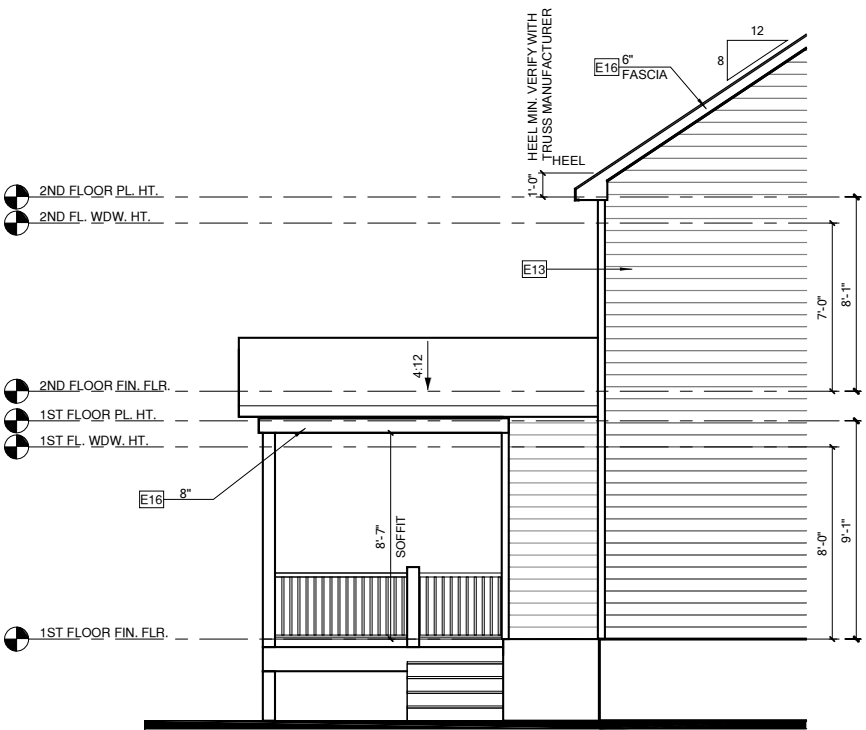 12
8
HEEL MIN. VERIFY WITH
TRUSS MANUFACTURER
E16 6"
FASCIA
HEEL
1'-0"
2ND FLOOR PL. HT.
2ND FL. WDW. HT.
E13
7'-0"
8'-1"
4:12
2ND FLOOR FIN. FLR.
1ST FLOOR PL. HT.
1ST FL. WDW. HT.
E16 8"
8'-7"
SOFFIT
8'-0"
9'-1"
1ST FLOOR FIN. FLR.